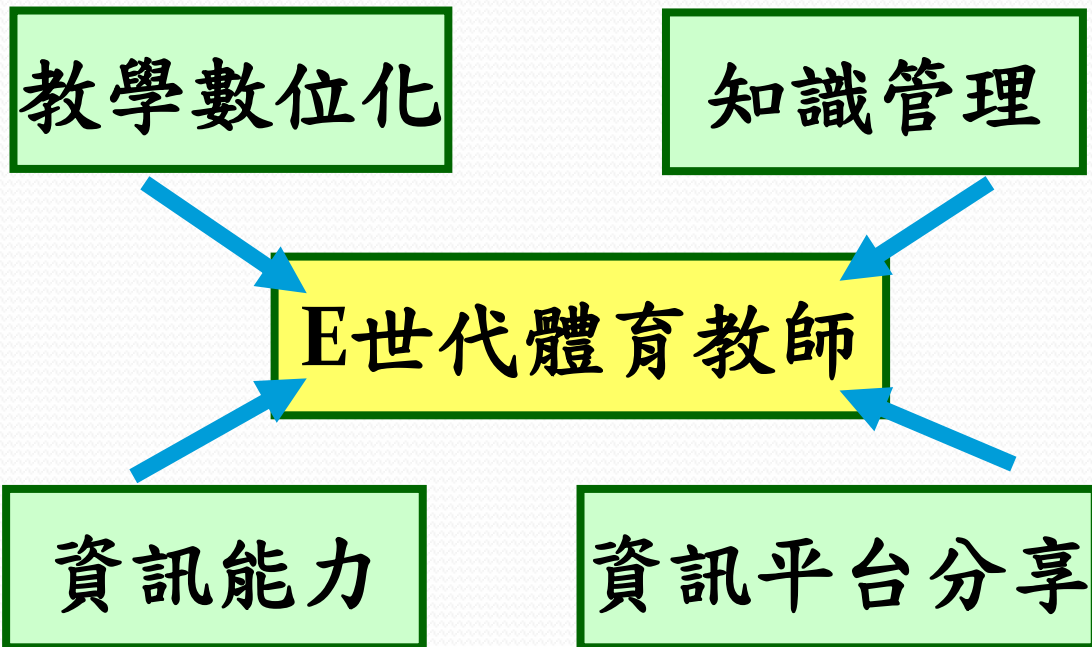 教學數位化
知識管理
E世代體育教師
資訊能力
資訊平台分享